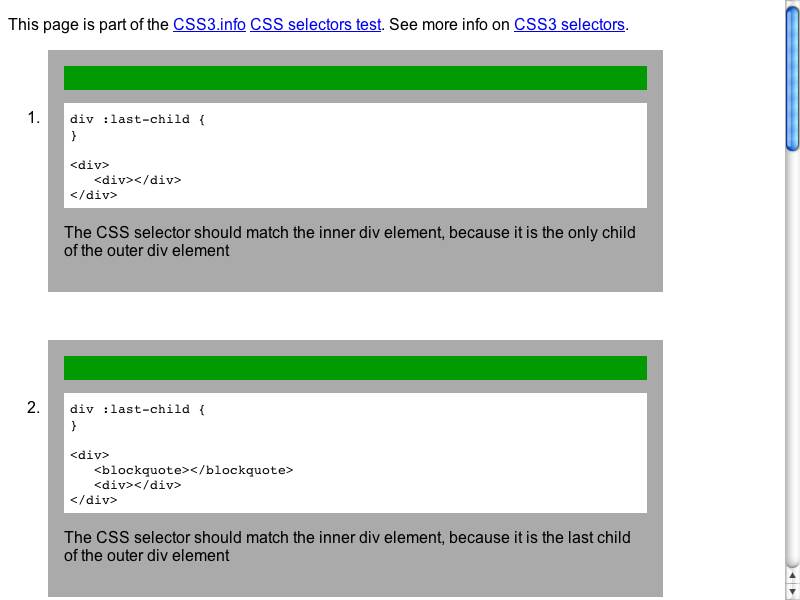 This page is part of the CSS3.info CSS selectors test. See more info on CSS3 selectors.
1.
div :last-child {
}
<div>
<div></div>
</div>
The CSS selector should match the inner div element, because it is the only child
of the outer div element
2.
div :last-child {
}
<div>
<blockquote></blockquote>
<div></div>
</div>
The CSS selector should match the inner div element, because it is the last child
of the outer div element